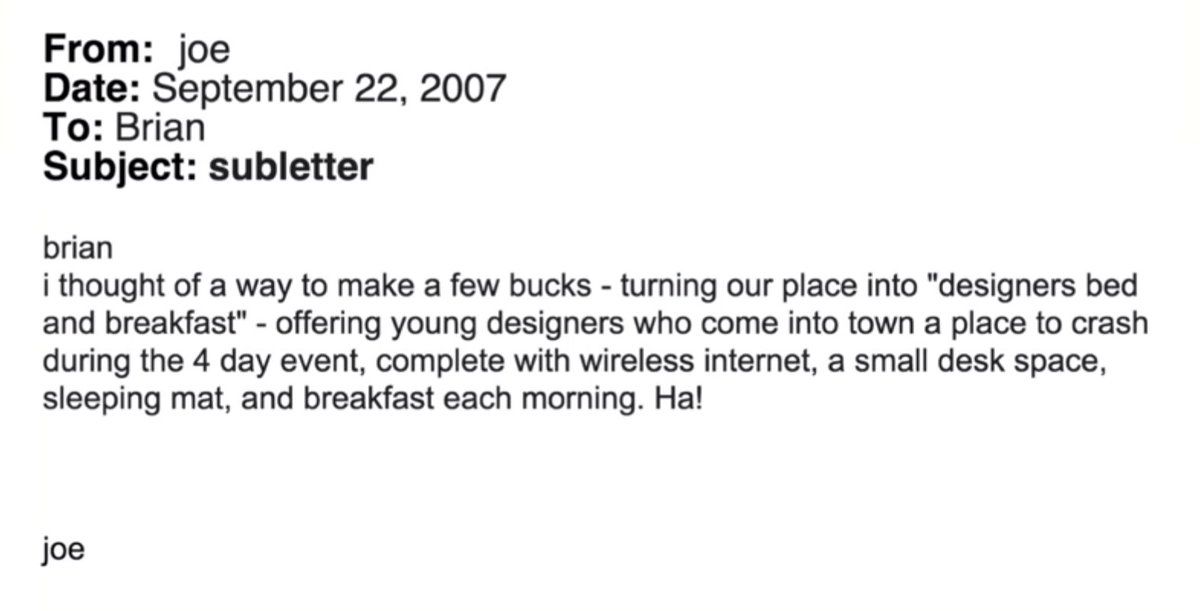 From: joe
Date: September 22, 2007
To: Brian
Subject: subletter
brian
i thought of a way to make a few bucks - turning our place into "designers bed
and breakfast" - offering young designers who come into town a place to crash
during the 4 day event, complete with wireless internet, a small desk space,
sleeping mat, and breakfast each morning. Ha!
joe